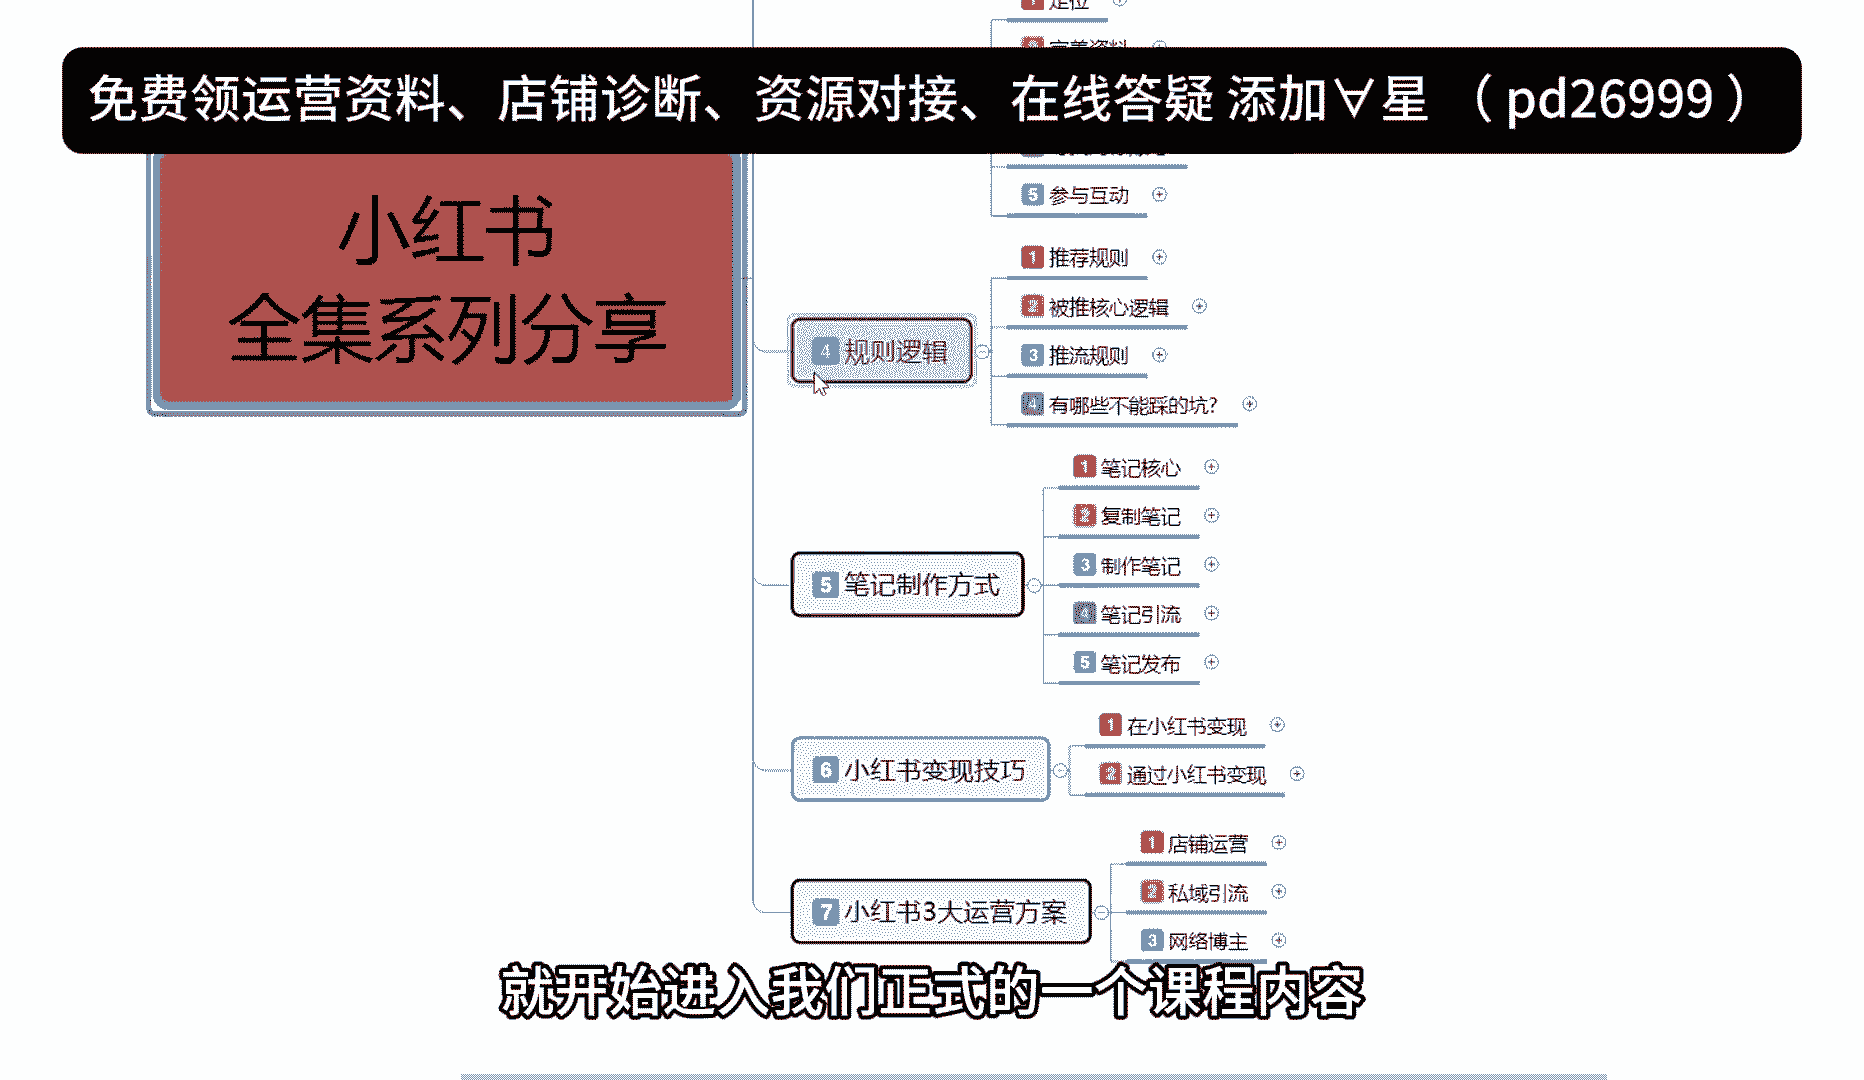 定位
完善资料
免费领运营资料、店铺诊断、资源对接、在线答疑 添加∀星 （pd26999）
5 参与互动
小红书
全集系列分享
4 规则逻辑
1 推荐规则
2 被推核心逻辑
3 推流规则
4 有哪些不能踩的坑?
5 笔记制作方式
1 笔记核心
2 复制笔记
3 制作笔记
4 笔记引流
5 笔记发布
6 小红书变现技巧
1 在小红书变现
2 通过小红书变现
7 小红书3大运营方案
1 店铺运营
2 私域引流
3 网络博主
就开始进入我们正式的一个课程内容